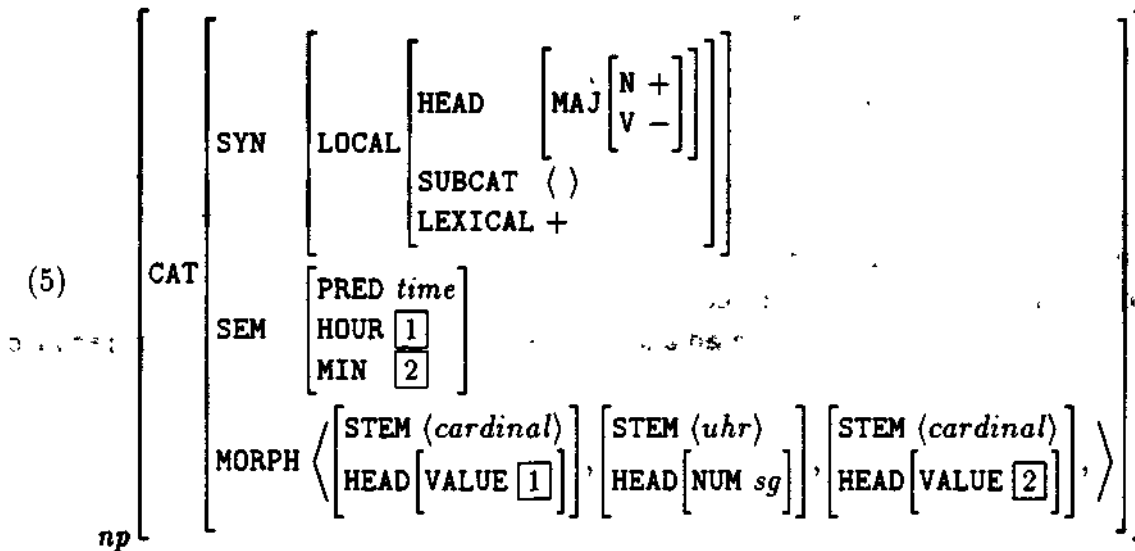 HEAD [MAJ [N +
V −]]
SYN [LOCAL
SUBCAT ⟨ ⟩
LEXICAL +
(5) CAT
PRED time
SEM HOUR 1
MIN 2
STEM ⟨cardinal⟩ , STEM ⟨uhr⟩ , STEM ⟨cardinal⟩ ,
MORPH ⟨ ⟩
HEAD [VALUE 1] HEAD [NUM sg] HEAD [VALUE 2]
np